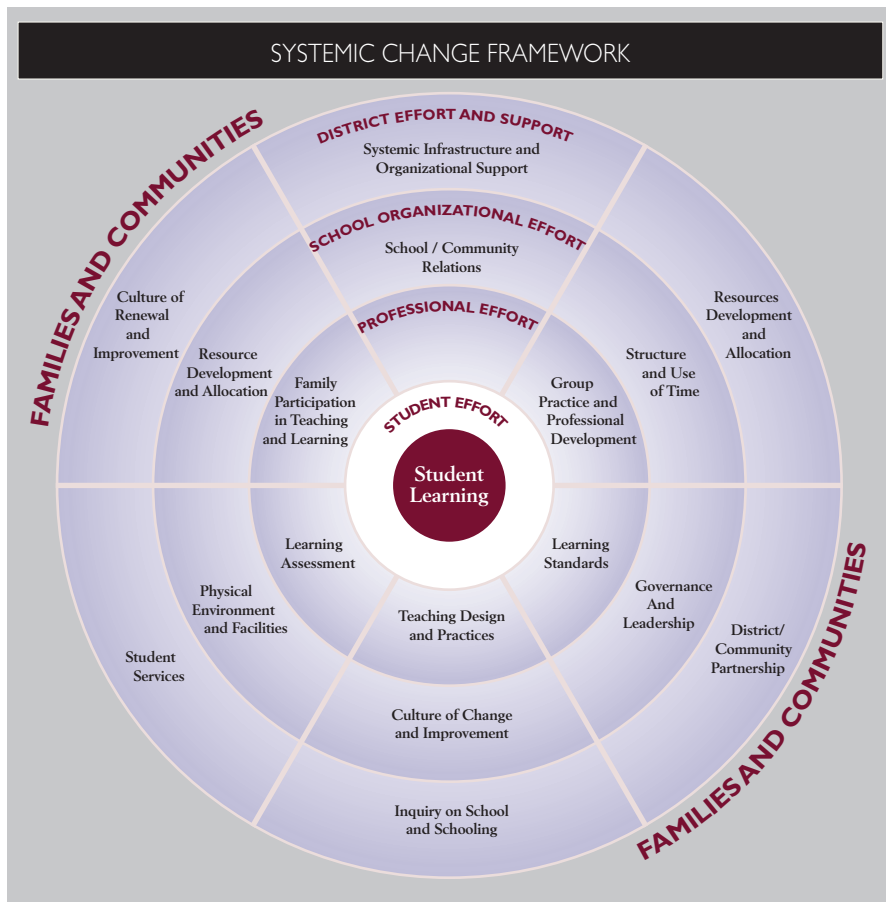 SYSTEMIC CHANGE FRAMEWORK
FAMILIES AND COMMUNITIES
DISTRICT EFFORT AND SUPPORT
Systemic Infrastructure and
Organizational Support
SCHOOL ORGANIZATIONAL EFFORT
School / Community
Relations
PROFESSIONAL EFFORT
Culture of
Renewal
and
Improvement
Resource
Development
and Allocation
Family
Participation
in Teaching
and Learning
Group
Practice and
Professional
Development
Structure
and Use
of Time
Resources
Development
and
Allocation
STUDENT EFFORT
Student
Learning
Learning
Assessment
Learning
Standards
Physical
Environment
and Facilities
Governance
And
Leadership
Student
Services
District/
Community
Partnership
Teaching Design
and Practices
Culture of Change
and Improvement
Inquiry on School
and Schooling
FAMILIES AND COMMUNITIES